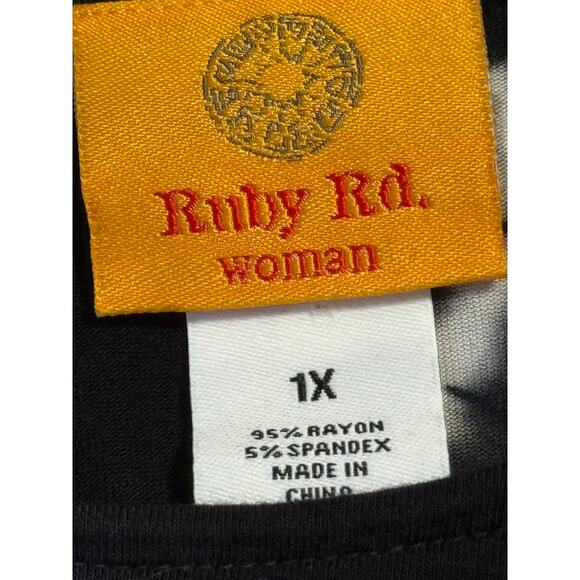 Ruby Rd.
woman
1X
95% RAYON
5% SPANDEX
MADE IN
CHINA